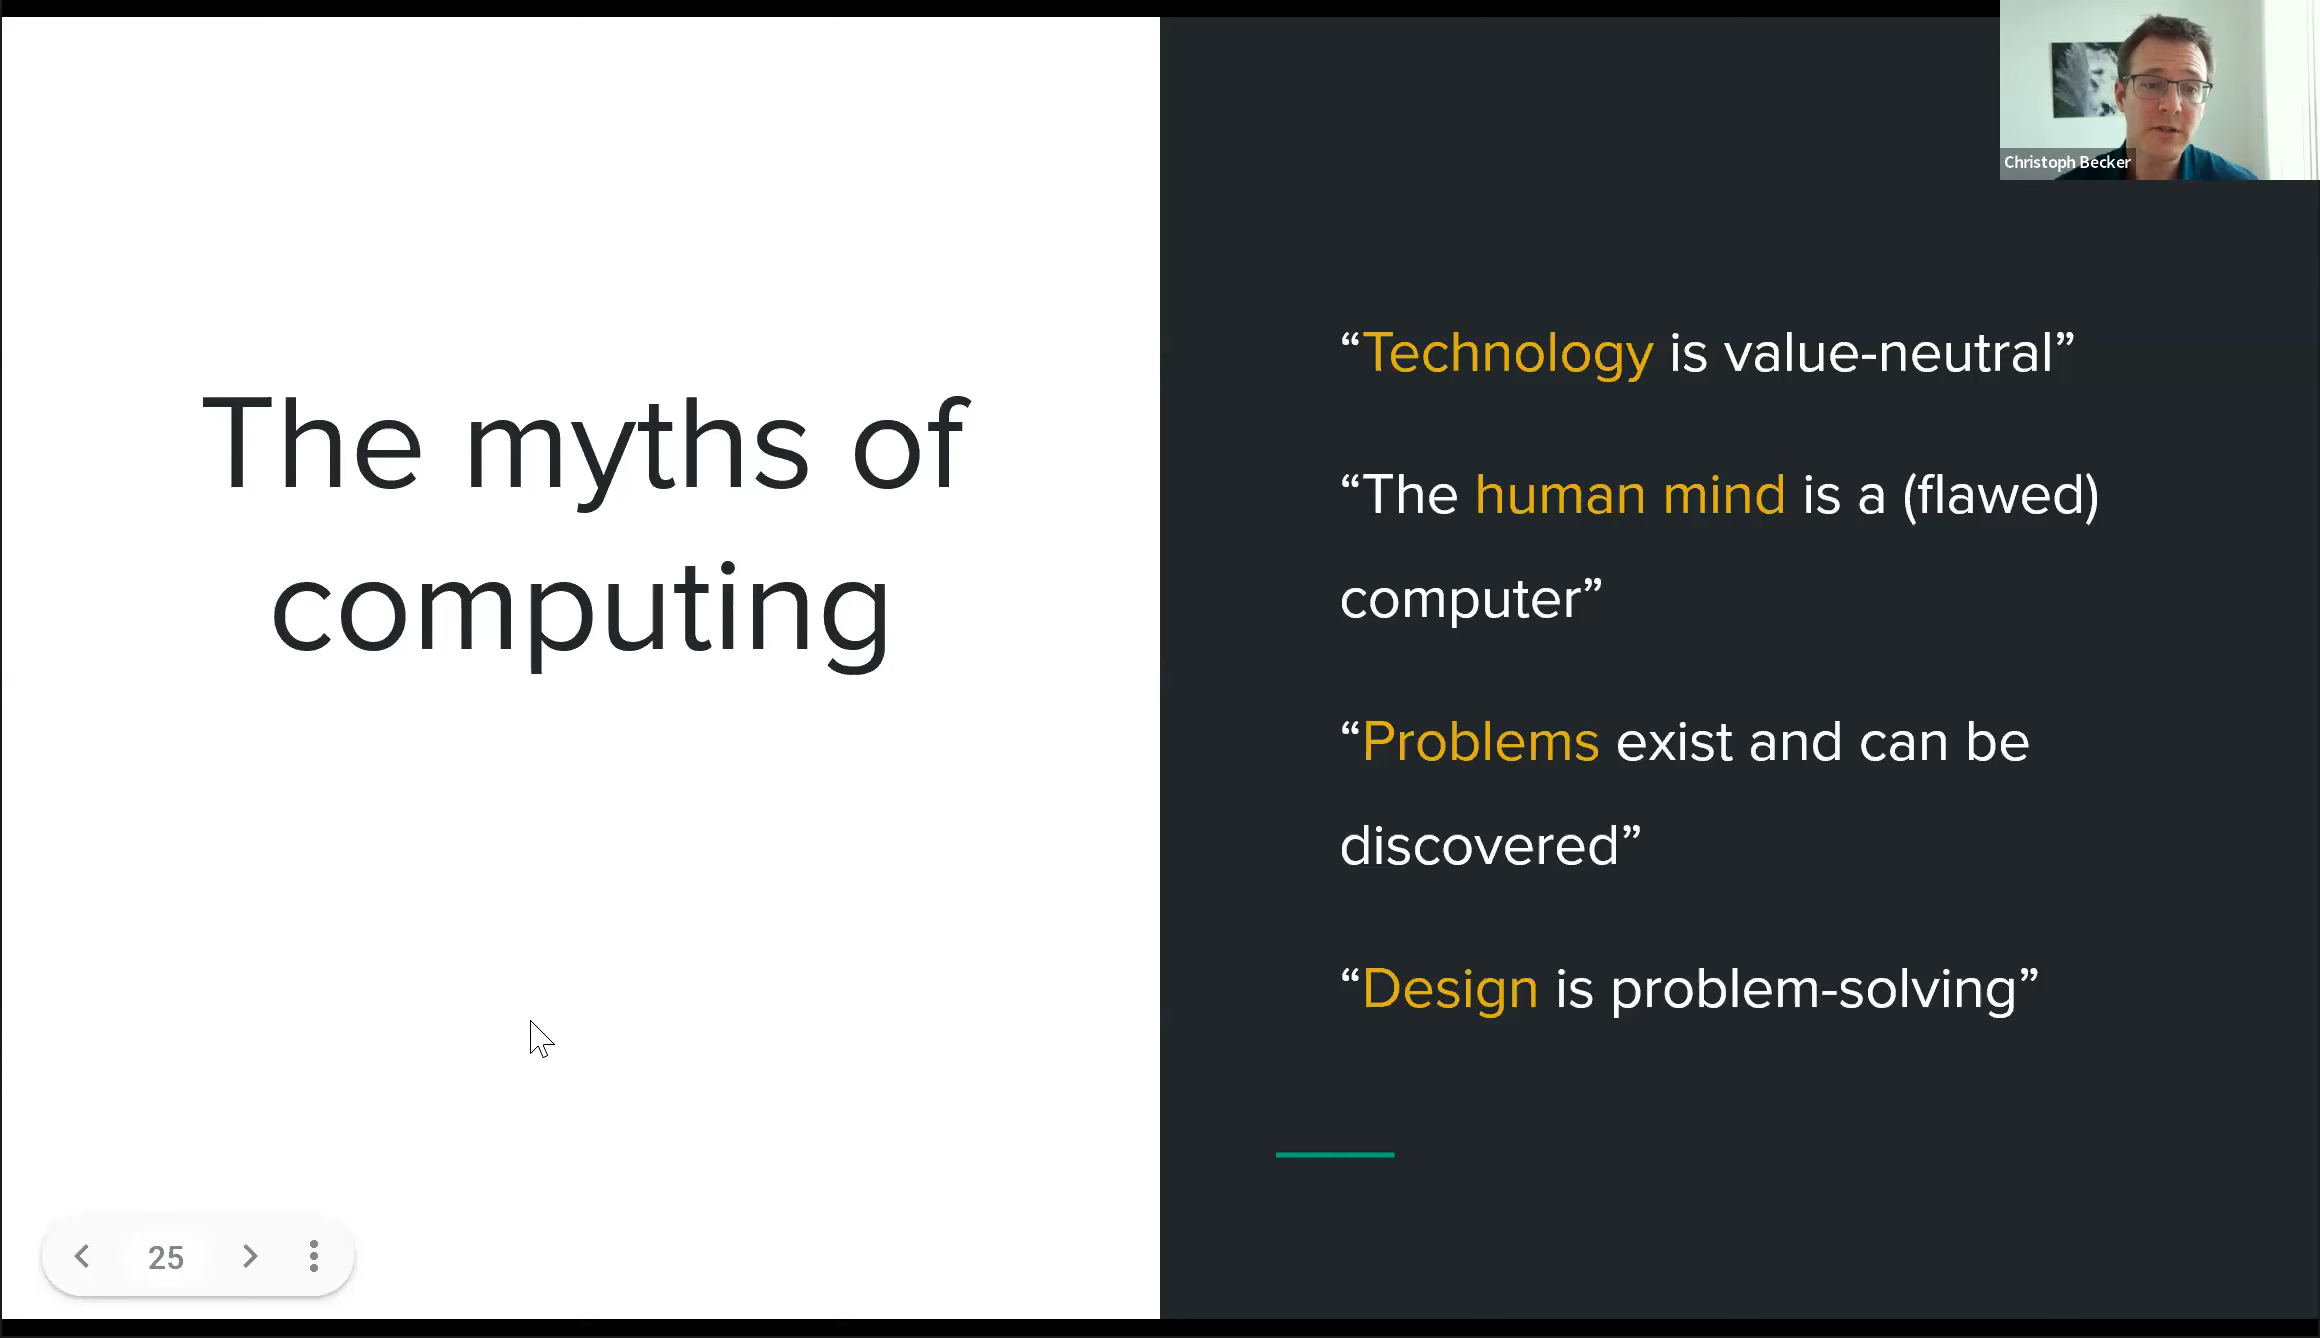 The myths of
computing
Christoph Becker
“Technology is value-neutral”
“The human mind is a (flawed)
computer”
“Problems exist and can be
discovered”
“Design is problem-solving”
25